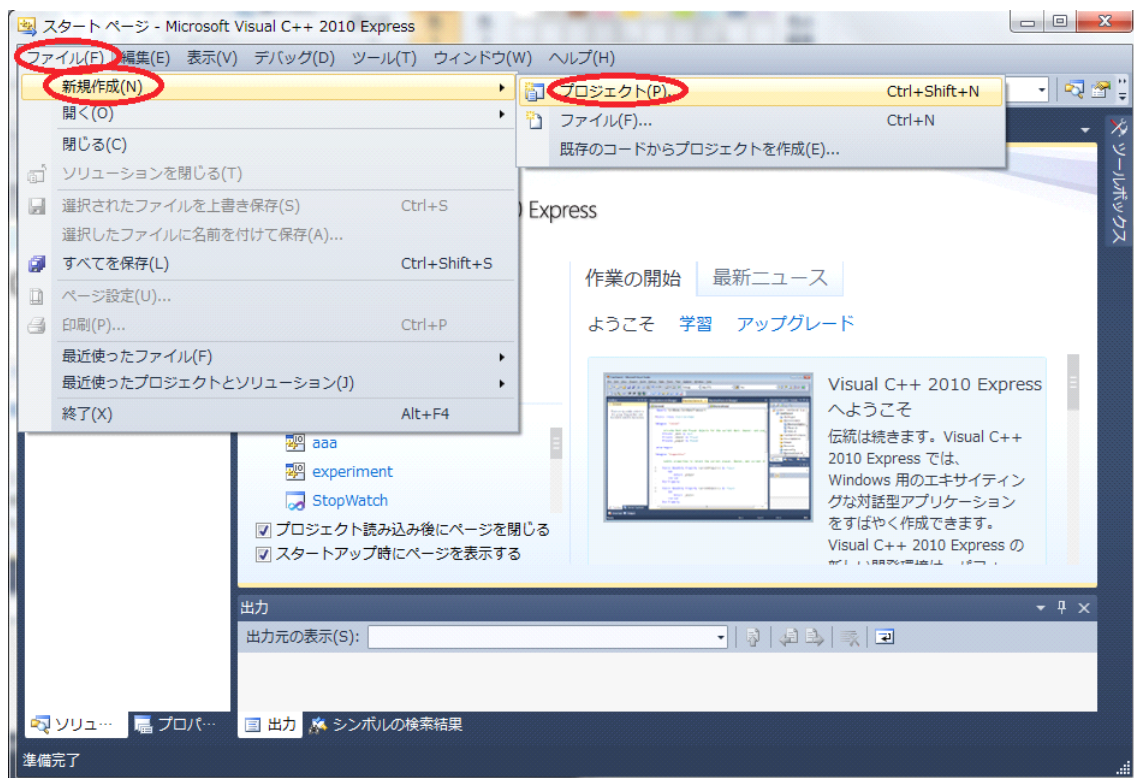 スタート ページ - Microsoft Visual C++ 2010 Express
ファイル(F) 編集(E) 表示(V) デバッグ(D) ツール(T) ウィンドウ(W) ヘルプ(H)
新規作成(N)
開く(O)
閉じる(C)
ソリューションを閉じる(T)
選択されたファイルを上書き保存(S) Ctrl+S
選択したファイルに名前を付けて保存(A)...
すべてを保存(L) Ctrl+Shift+S
ページ設定(U)...
印刷(P)... Ctrl+P
最近使ったファイル(F)
最近使ったプロジェクトとソリューション(J)
終了(X) Alt+F4
プロジェクト(P)... Ctrl+Shift+N
ファイル(F)... Ctrl+N
既存のコードからプロジェクトを作成(E)...
ツールボックス
Express
作業の開始 最新ニュース
ようこそ 学習 アップグレード
Visual C++ 2010 Express
へようこそ
伝統は続きます。Visual C++
2010 Express では、
Windows 用のエキサイティン
グな対話型アプリケーション
をすばやく作成できます。
Visual C++ 2010 Express の
aaa
experiment
StopWatch
プロジェクト読み込み後にページを閉じる
スタートアップ時にページを表示する
出力
出力元の表示(S):
ソリュ… プロパ… 出力 シンボルの検索結果
準備完了